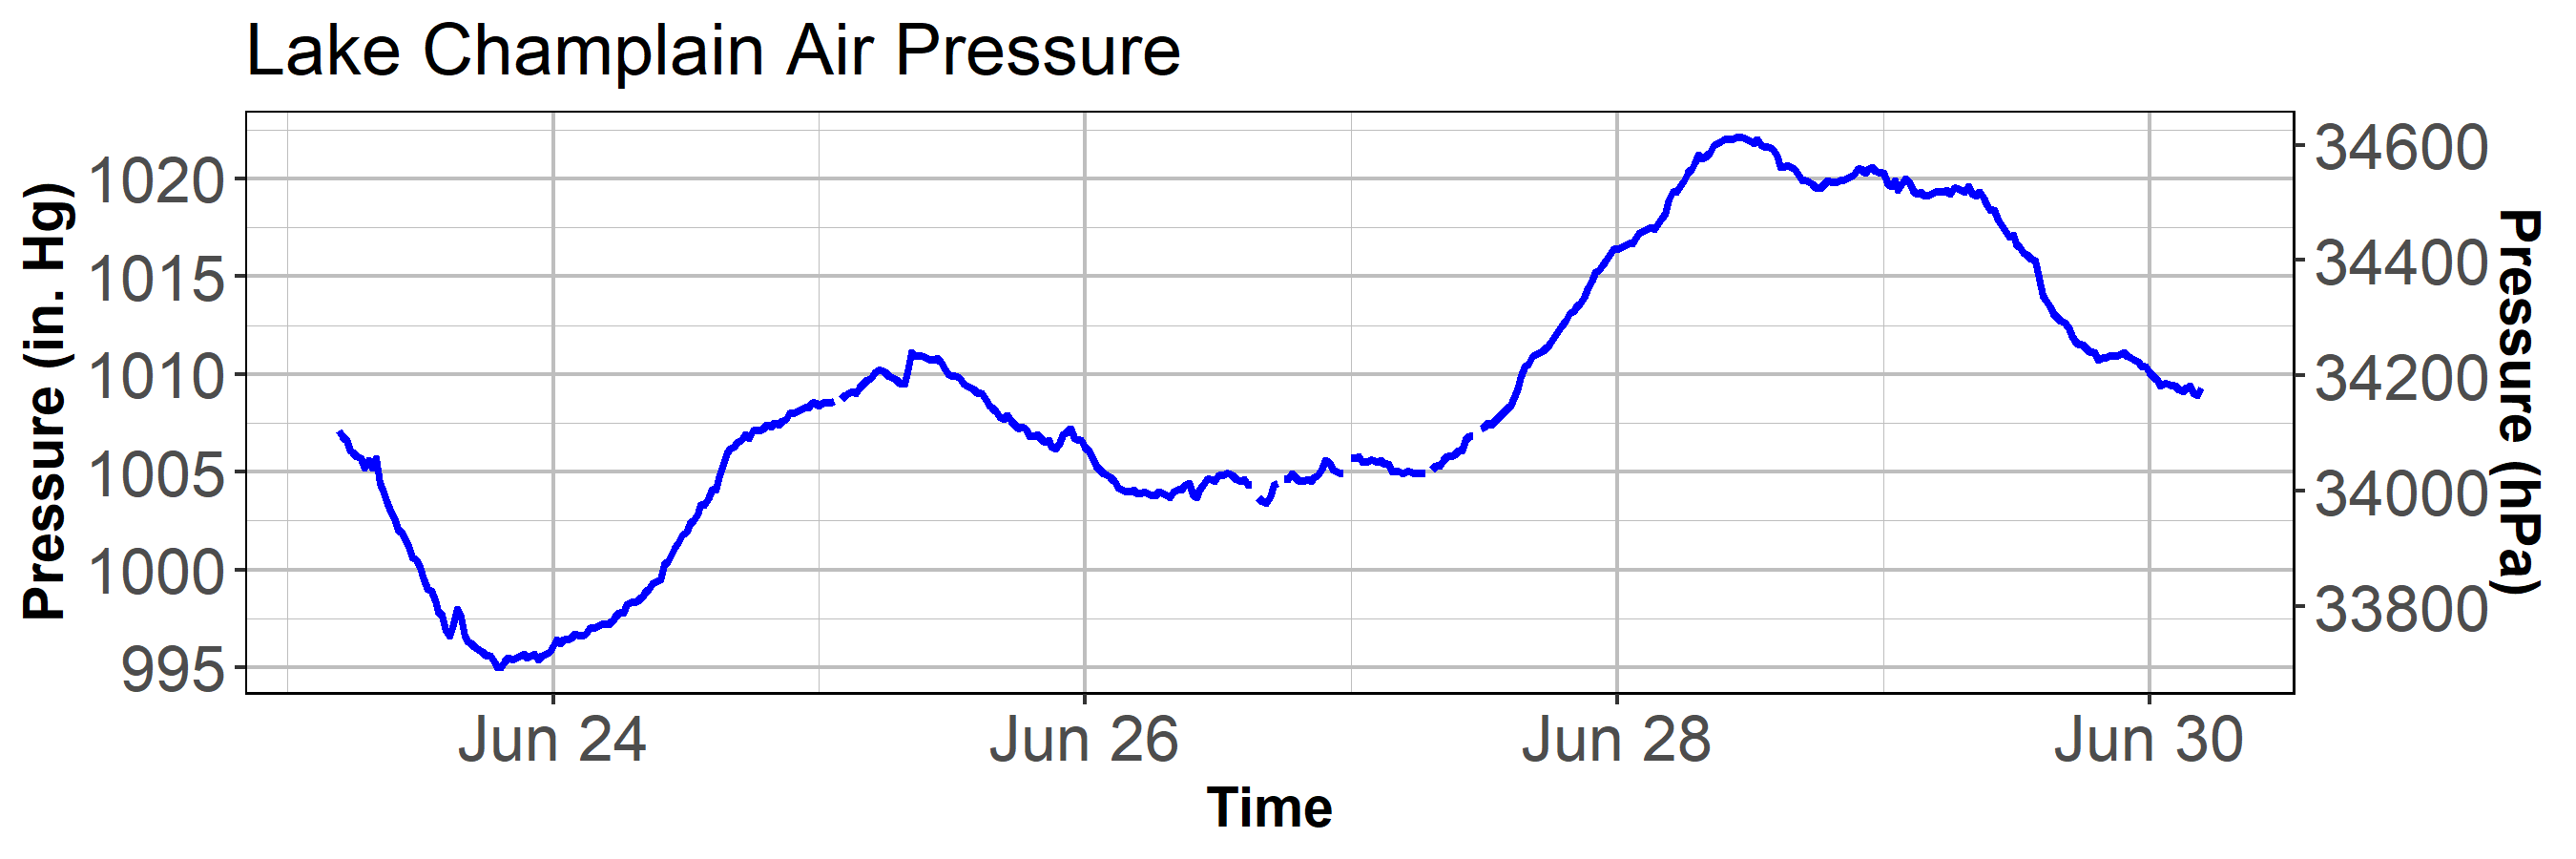 Lake Champlain Air Pressure
Pressure (in. Hg)
1020
1015
1010
1005
1000
995
34600
34400
34200
34000
33800
Pressure (hPa)
Jun 24 Jun 26 Jun 28 Jun 30
Time